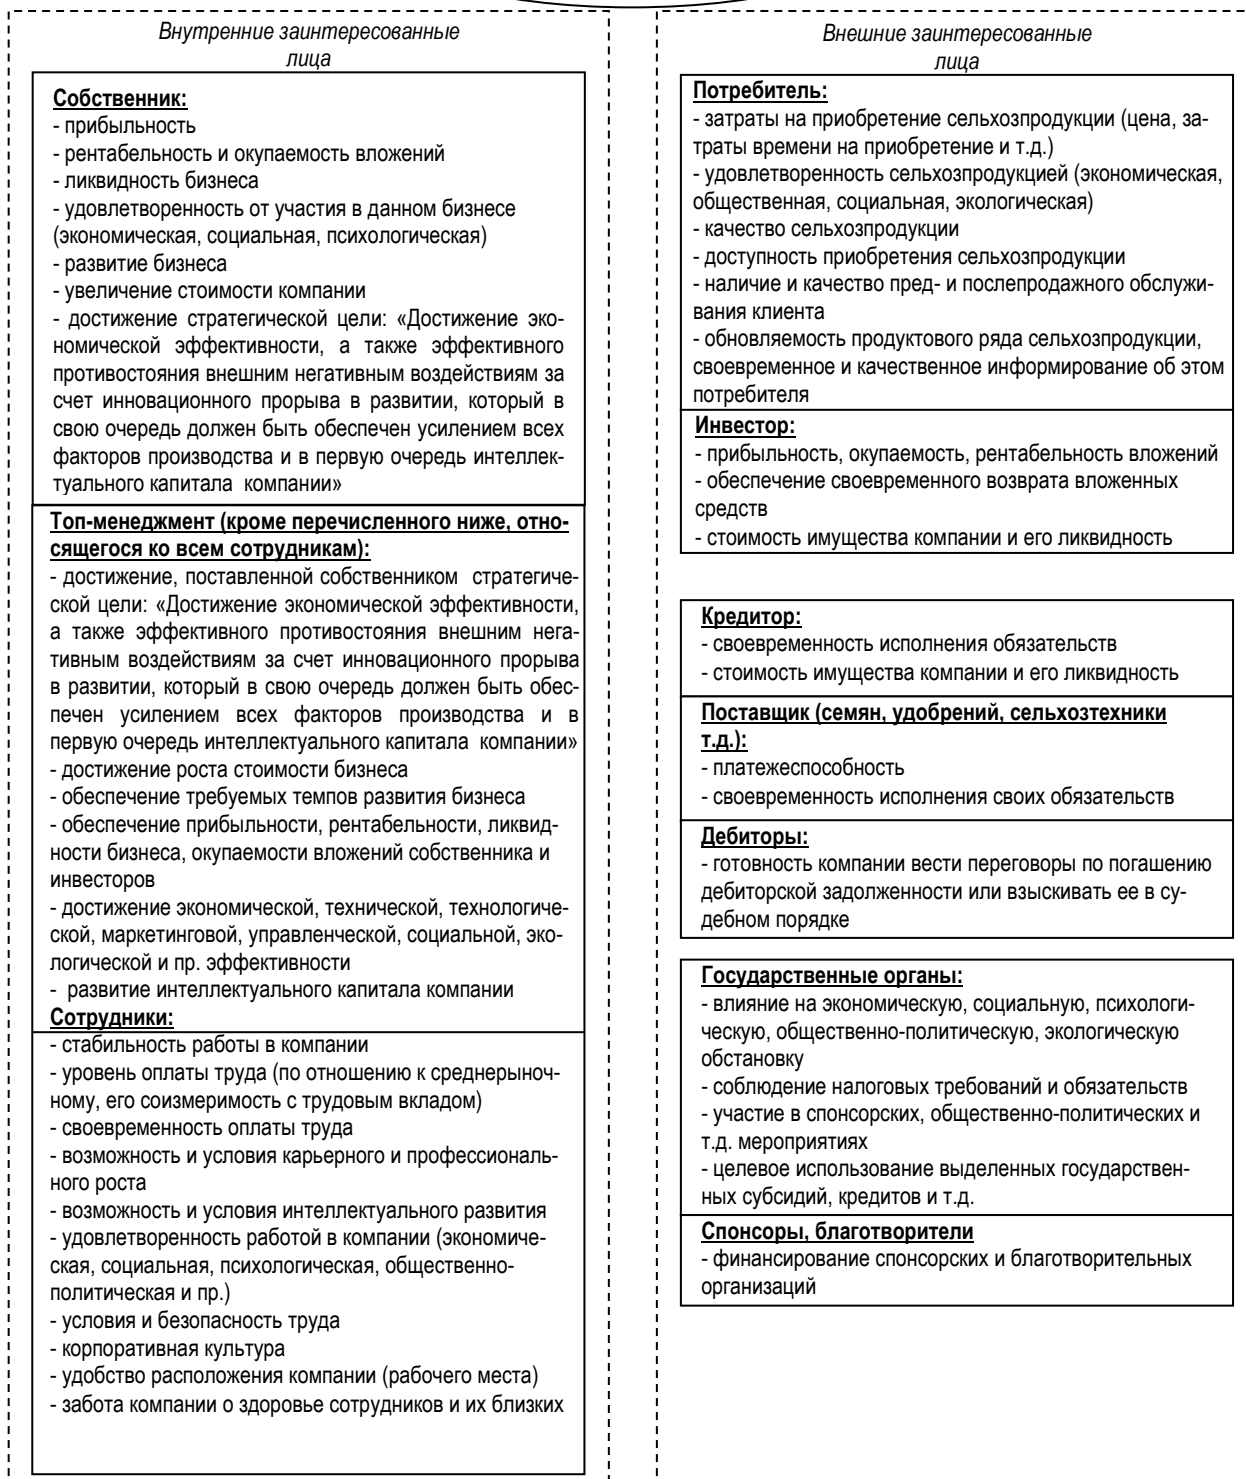 Внутренние заинтересованные
лица
Собственник:
- прибыльность
- рентабельность и окупаемость вложений
- ликвидность бизнеса
- удовлетворенность от участия в данном бизнесе
(экономическая, социальная, психологическая)
- развитие бизнеса
- увеличение стоимости компании
- достижение стратегической цели: «Достижение эко-
номической эффективности, а также эффективного
противостояния внешним негативным воздействиям за
счет инновационного прорыва в развитии, который в
свою очередь должен быть обеспечен усилением всех
факторов производства и в первую очередь интеллек-
туального капитала компании»
Топ-менеджмент (кроме перечисленного ниже, отно-
сящегося ко всем сотрудникам):
- достижение, поставленной собственником стратегиче-
ской цели: «Достижение экономической эффективности,
а также эффективного противостояния внешним нега-
тивным воздействиям за счет инновационного прорыва
в развитии, который в свою очередь должен быть обес-
печен усилением всех факторов производства и в
первую очередь интеллектуального капитала компании»
- достижение роста стоимости бизнеса
- обеспечение требуемых темпов развития бизнеса
- обеспечение прибыльности, рентабельности, ликвид-
ности бизнеса, окупаемости вложений собственника и
инвесторов
- достижение экономической, технической, технологиче-
ской, маркетинговой, управленческой, социальной, эко-
логической и пр. эффективности
- развитие интеллектуального капитала компании
Сотрудники:
- стабильность работы в компании
- уровень оплаты труда (по отношению к среднерыноч-
ному, его соизмеримость с трудовым вкладом)
- своевременность оплаты труда
- возможность и условия карьерного и профессиональ-
ного роста
- возможность и условия интеллектуального развития
- удовлетворенность работой в компании (экономиче-
ская, социальная, психологическая, общественно-
политическая и пр.)
- условия и безопасность труда
- корпоративная культура
- удобство расположения компании (рабочего места)
- забота компании о здоровье сотрудников и их близких
Внешние заинтересованные
лица
Потребитель:
- затраты на приобретение сельхозпродукции (цена, за-
траты времени на приобретение и т.д.)
- удовлетворенность сельхозпродукцией (экономическая,
общественная, социальная, экологическая)
- качество сельхозпродукции
- доступность приобретения сельхозпродукции
- наличие и качество пред- и послепродажного обслужи-
вания клиента
- обновляемость продуктового ряда сельхозпродукции,
своевременное и качественное информирование об этом
потребителя
Инвестор:
- прибыльность, окупаемость, рентабельность вложений
- обеспечение своевременного возврата вложенных
средств
- стоимость имущества компании и его ликвидность
Кредитор:
- своевременность исполнения обязательств
- стоимость имущества компании и его ликвидность
Поставщик (семян, удобрений, сельхозтехники
т.д.):
- платежеспособность
- своевременность исполнения своих обязательств
Дебиторы:
- готовность компании вести переговоры по погашению
дебиторской задолженности или взыскивать ее в су-
дебном порядке
Государственные органы:
- влияние на экономическую, социальную, психологи-
ческую, общественно-политическую, экологическую
обстановку
- соблюдение налоговых требований и обязательств
- участие в спонсорских, общественно-политических и
т.д. мероприятиях
- целевое использование выделенных государствен-
ных субсидий, кредитов и т.д.
Спонсоры, благотворители
- финансирование спонсорских и благотворительных
организаций